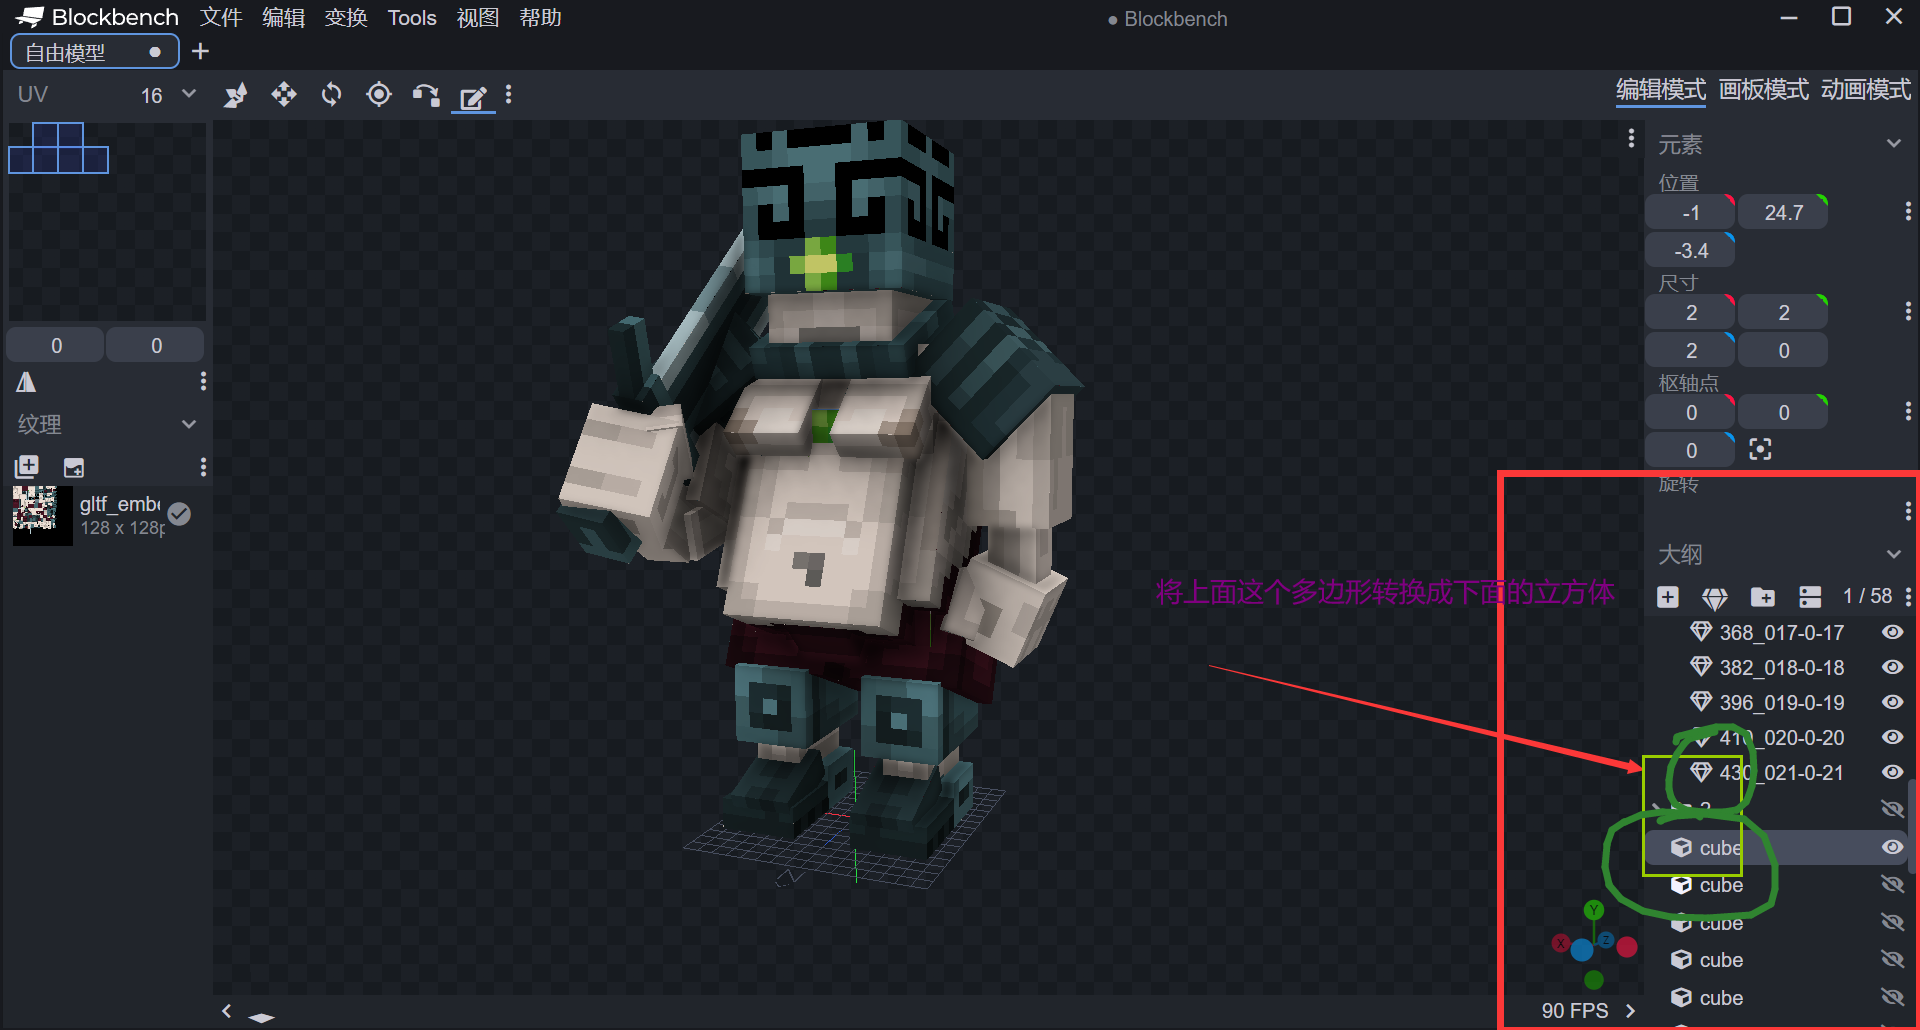 Blockbench 文件 编辑 变换 Tools 视图 帮助
● Blockbench
自由模型
UV 16
编辑模式 画板模式 动画模式
0 0
纹理
gltf_embe
128 x 128p
元素
位置
-1 24.7
-3.4
尺寸
2 2
2 0
枢轴点
0 0
0
旋转
大纲
1 / 58
368_017-0-17
382_018-0-18
396_019-0-19
410_020-0-20
430_021-0-21
2
cube
cube
cube
cube
cube
将上面这个多边形转换成下面的立方体
Y
X
Z
90 FPS